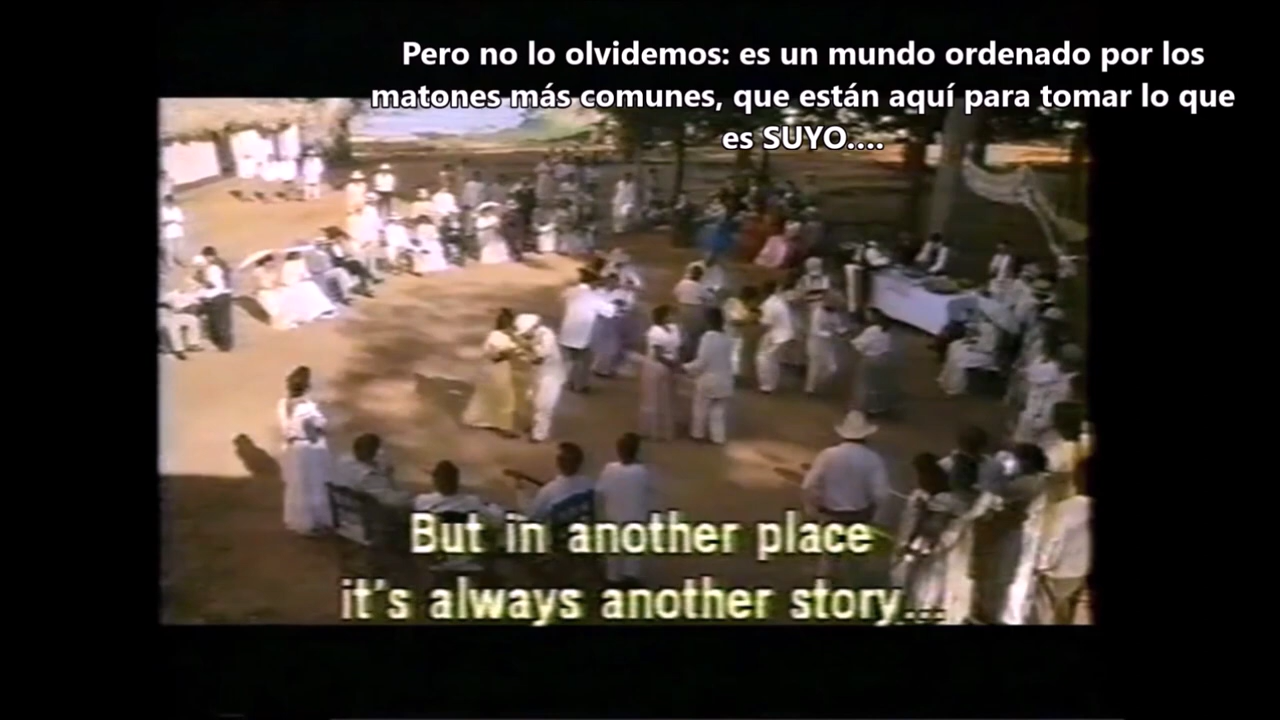 Pero no lo olvidemos: es un mundo ordenado por los
matones más comunes, que están aquí para tomar lo que
es SUYO....
But in another place
it's always another story...